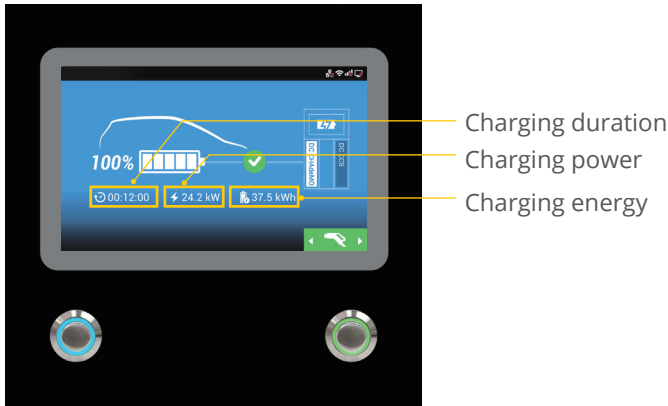 Charging duration
Charging power
Charging energy
100%
DC CHAdeMO
DC CCS
00:12:00
24.2 kW
37.5 kWh